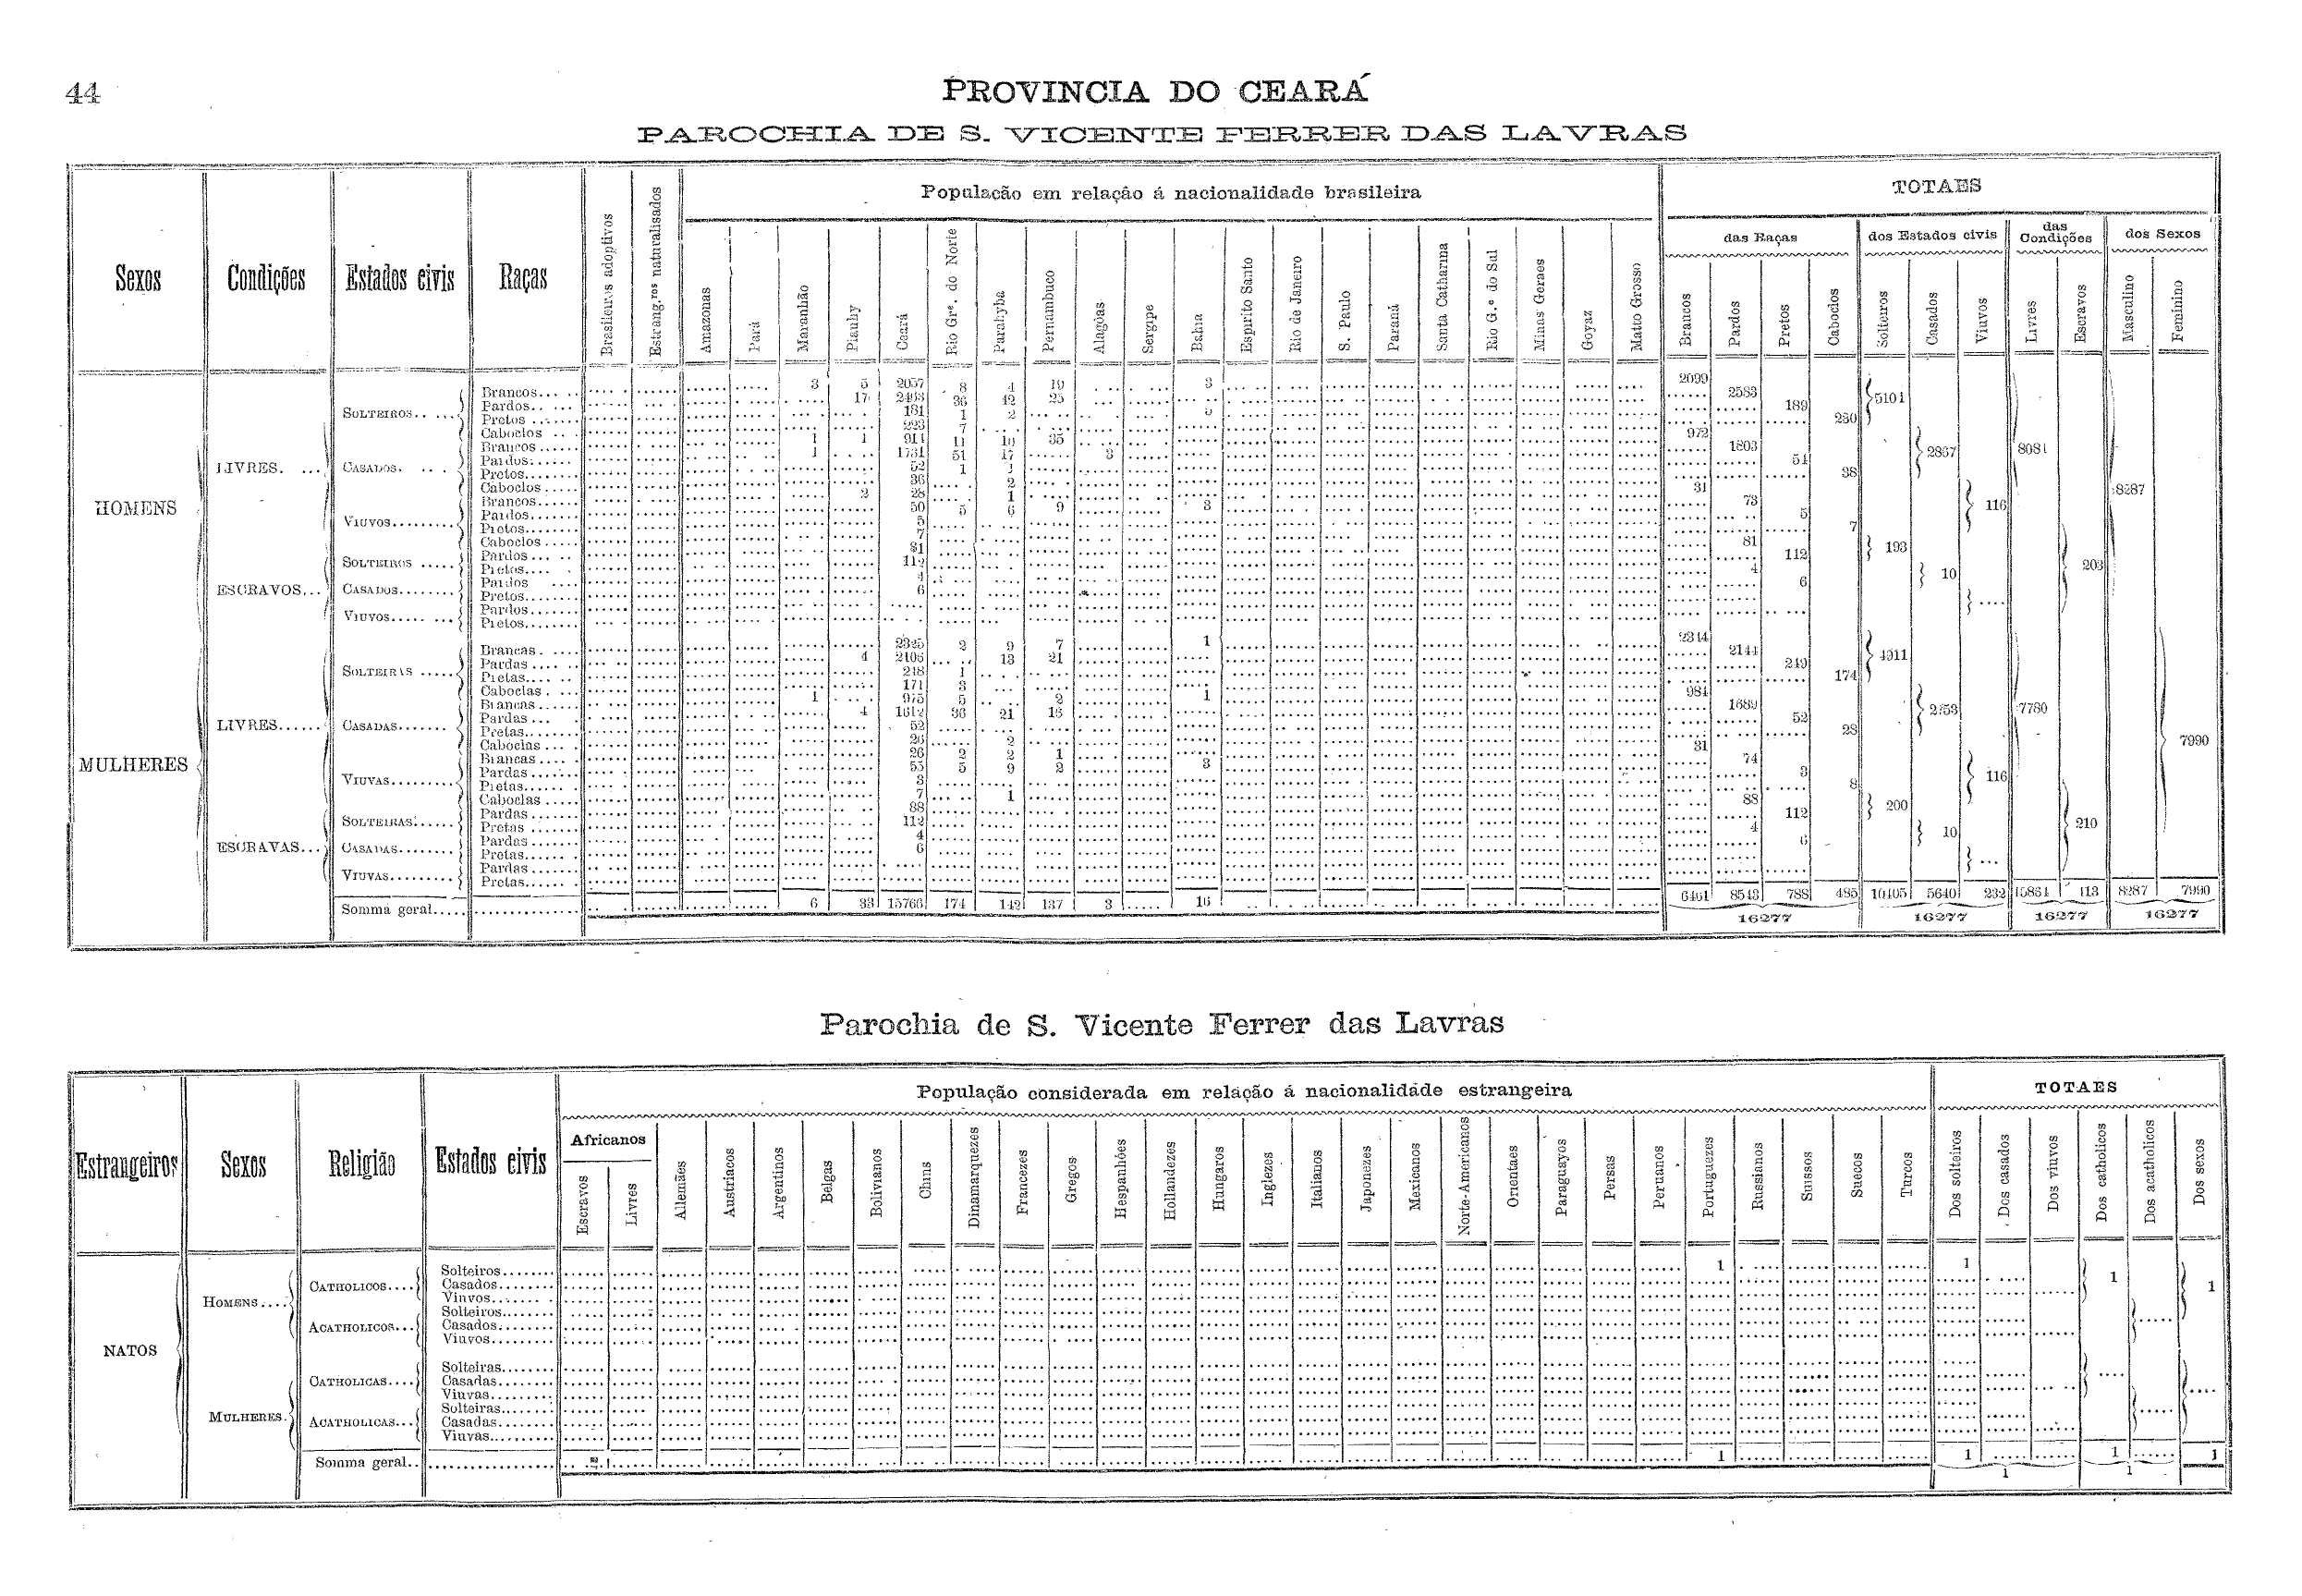 44
PROVINCIA DO CEARÁ
PAROCHIA DE S. VICENTE FERRER DAS LAVRAS
Sexos Condições Estados civis Raças Brasileiros adoptivos Estrang.ros naturalisados População em relação á nacionalidade brasileira TOTAES
das Raças dos Estados civis das Condições dos Sexos
Amazonas Pará Maranhão Piauhy Ceará Rio Gre. do Norte Parahyba Pernambuco Alagôas Sergipe Bahia Espirito Santo Rio de Janeiro S. Paulo Paraná Santa Catharina Rio G.e do Sul Minas Geraes Goyaz Matto Grosso Brancos Pardos Pretos Caboclos Solteiros Casados Viuvos Livres Escravos Masculino Feminino
HOMENS
LIVRES....
SOLTEIROS......
Brancos...... 3 5 2057 8 4 19 3 2099
Pardos..... 17 36 42 25 2583
Pretos...... 181 1 2 189
Caboclos.... 223 7 230
5101
CASADOS....
Brancos...... 1 1 911 11 35 972
Pardos...... 1 1731 51 17 3 1803
Pretos...... 52 1 1
Caboclos..... 36 2 38
2867 8081
VIUVOS........
Brancos...... 2 28 1 31
Pardos....... 50 5 6 9 3 73
Pretos....... 5 5
Caboclos..... 7 7
116 8287
ESCRAVOS...
SOLTEIROS.....
Pardos..... 81 81
Pretos.... 112 112
193
CASADOS.......
Pardos.... 4 4
Pretos...... 6 6
10 203
VIUVOS........
Pardos.......
Pretos.......
MULHERES
LIVRES......
SOLTEIRAS.....
Brancas.... 2325 2 9 7 1 2344
Pardas...... 4 2106 13 21 2144
Pretas.... 248 1 249
Caboclas.... 171 3 174
4911
CASADAS.......
Brancas...... 1 975 5 2 1 984
Pardas... 4 1612 36 21 16 1689
Pretas....... 52 52
Caboclas.... 26 2 28
2753 7780
VIUVAS.........
Brancas.... 26 2 2 1 31
Pardas...... 55 5 9 2 3 74
Pretas...... 3 3
Caboclas..... 7 1 8
116 7990
ESCRAVAS...
SOLTEIRAS......
Pardas....... 88 88
Pretas....... 112 112
200
CASADAS........
Pardas....... 4 4
Pretas...... 6 6
10 210
VIUVAS.........
Pardas.......
Pretas.......
Somma geral..... 6 33 15766 174 142 137 3 16 6461 8543 788 485 10405 5640 232 15861 413 8287 7990
16277 16277 16277 16277
Parochia de S. Vicente Ferrer das Lavras
Estrangeiros Sexos Religião Estados civis População considerada em relação á nacionalidade estrangeira TOTAES
Africanos
Escravos Livres Allemães Austriacos Argentinos Belgas Bolivianos Chins Dinamarquezes Francezes Gregos Hespanhóes Hollandezes Hungaros Inglezes Italianos Japonezes Mexicanos Norte-Americanos Orientaes Paraguayos Persas Peruanos Portuguezes Russianos Suissos Suecos Turcos Dos solteiros Dos casados Dos viuvos Dos catholicos Dos acatholicos Dos sexos
NATOS
HOMENS....
CATHOLICOS....
Solteiros........ 1 1
Casados........
Viuvos........
1 1
ACATHOLICOS...
Solteiros........
Casados........
Viuvos.........
MULHERES.
CATHOLICAS....
Solteiras........
Casadas........
Viuvas.........
ACATHOLICAS...
Solteiras........
Casadas........
Viuvas.........
Somma geral.. 1 1 1 1
1 1